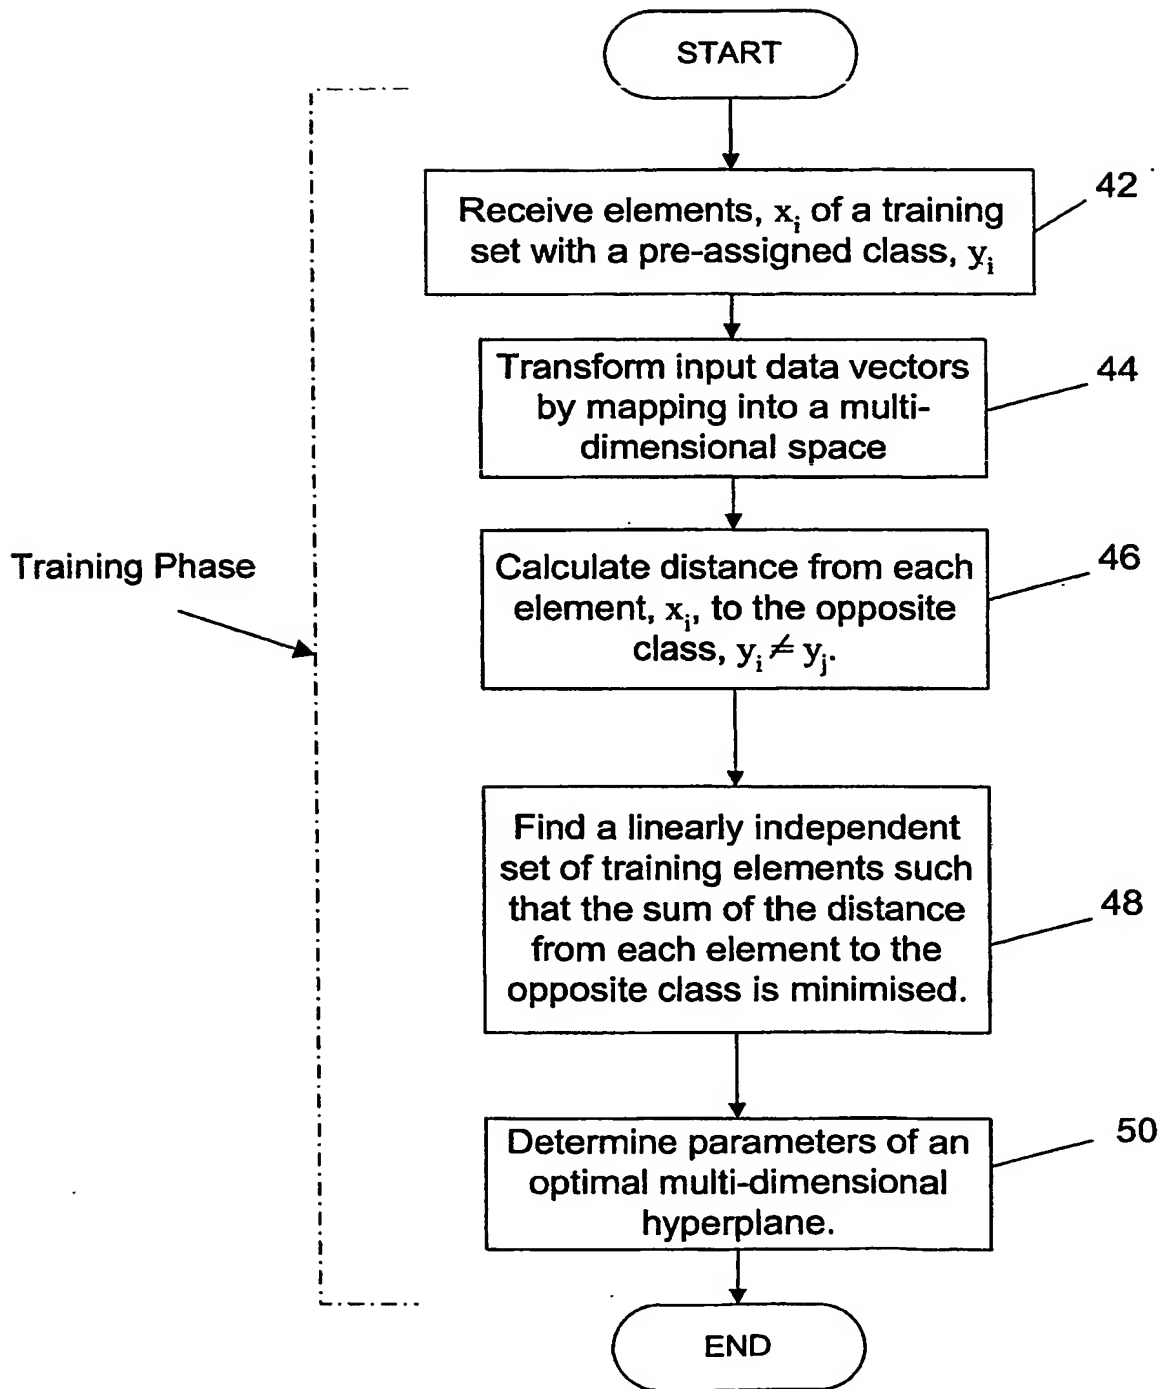 START
Receive elements, xᵢ of a training
set with a pre-assigned class, yᵢ
42
Transform input data vectors
by mapping into a multi-
dimensional space
44
Training Phase
Calculate distance from each
element, xᵢ, to the opposite
class, yᵢ ≠ yⱼ.
46
Find a linearly independent
set of training elements such
that the sum of the distance
from each element to the
opposite class is minimised.
48
Determine parameters of an
optimal multi-dimensional
hyperplane.
50
END